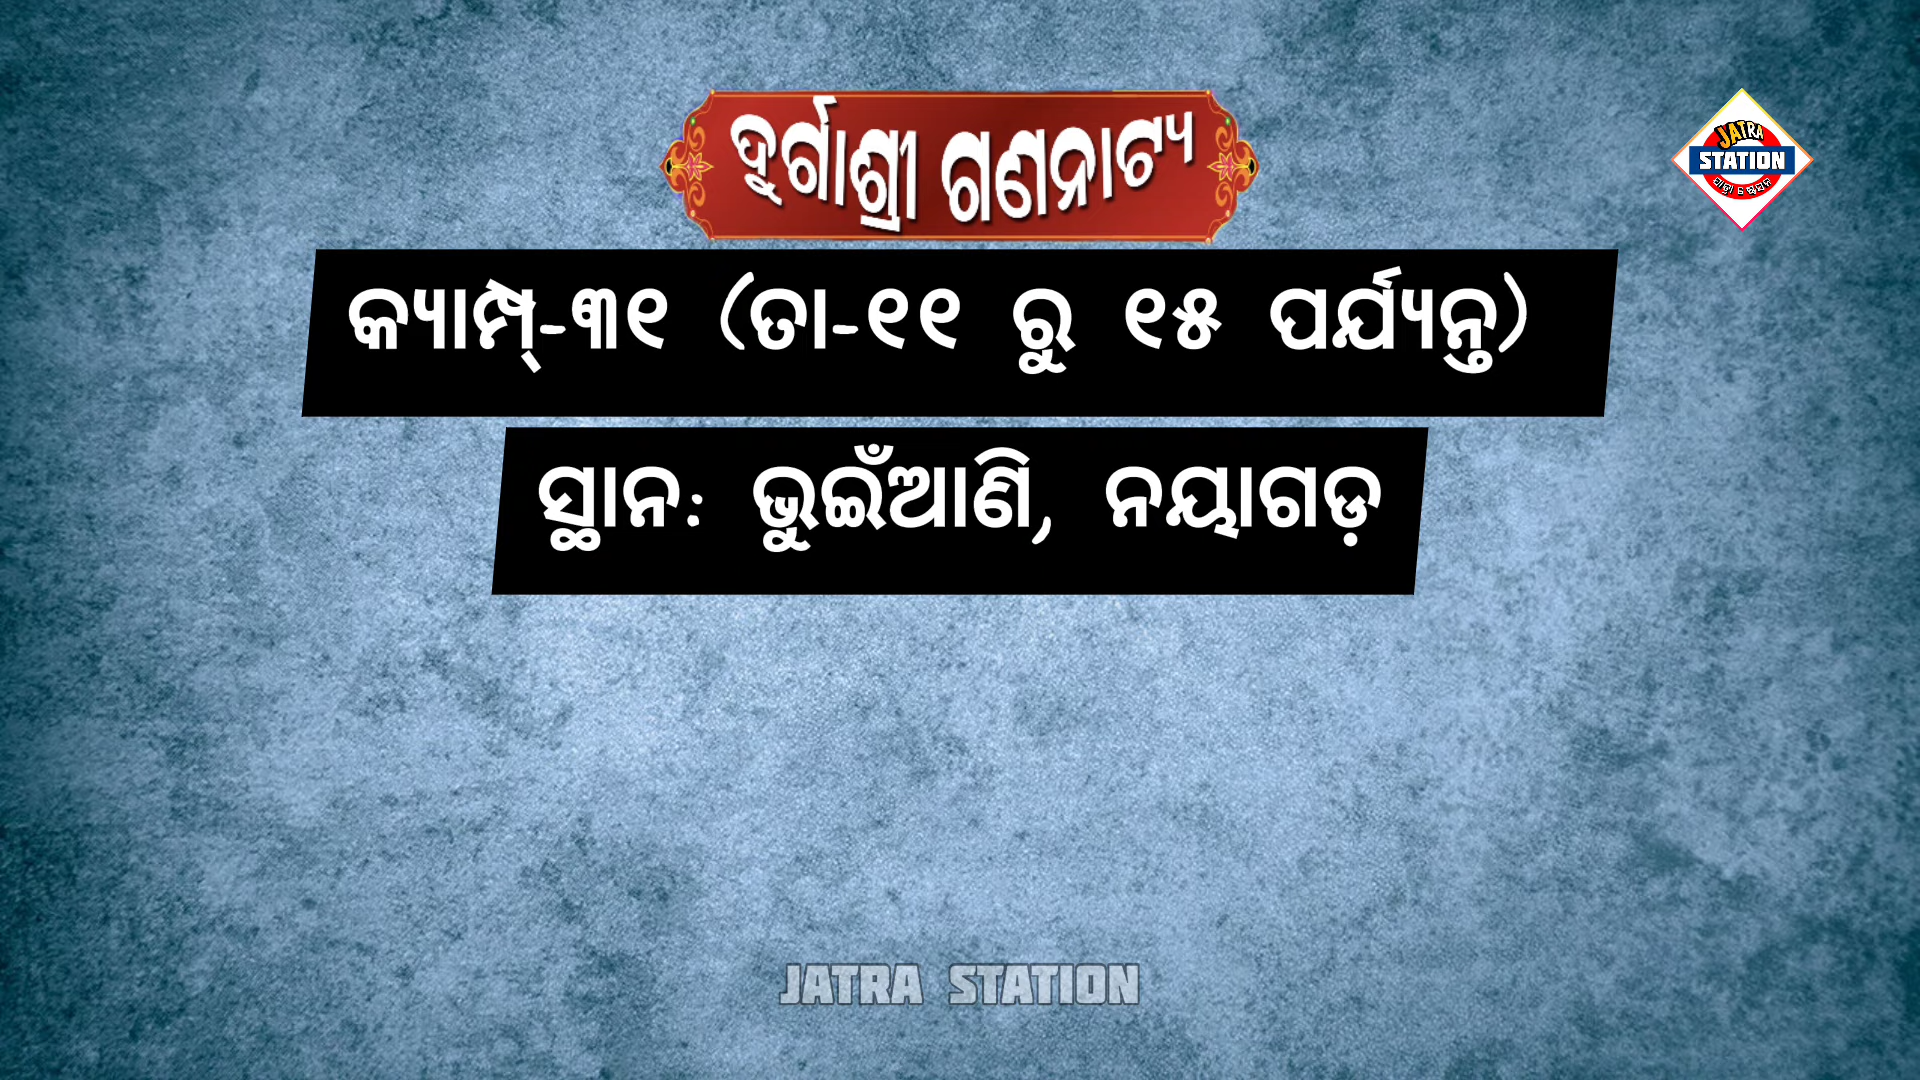 ଦୁର୍ଗାଶ୍ରୀ ଗଣନାଟ୍ୟ
JATRA
STATION
କ୍ୟାମ୍ପ୍-୩୧ (ତା-୧୧ ରୁ ୧୫ ପର୍ଯ୍ୟନ୍ତ)
ସ୍ଥାନ: ଭୁଇଁଆଣି, ନୟାଗଡ଼
JATRA STATION